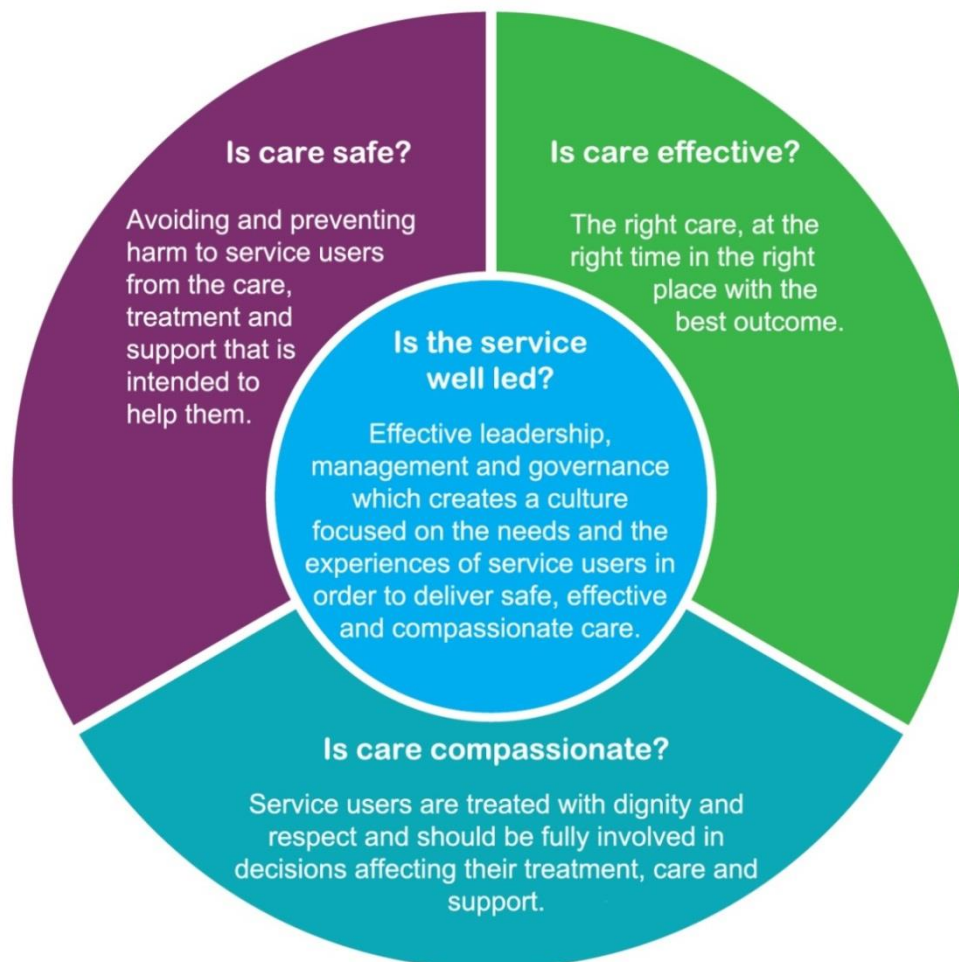 Is care safe?
Avoiding and preventing
harm to service users
from the care,
treatment and
support that is
intended to
help them.
Is care effective?
The right care, at the
right time in the right
place with the
best outcome.
Is the service
well led?
Effective leadership,
management and governance
which creates a culture
focused on the needs and the
experiences of service users in
order to deliver safe, effective
and compassionate care.
Is care compassionate?
Service users are treated with dignity and
respect and should be fully involved in
decisions affecting their treatment, care and
support.